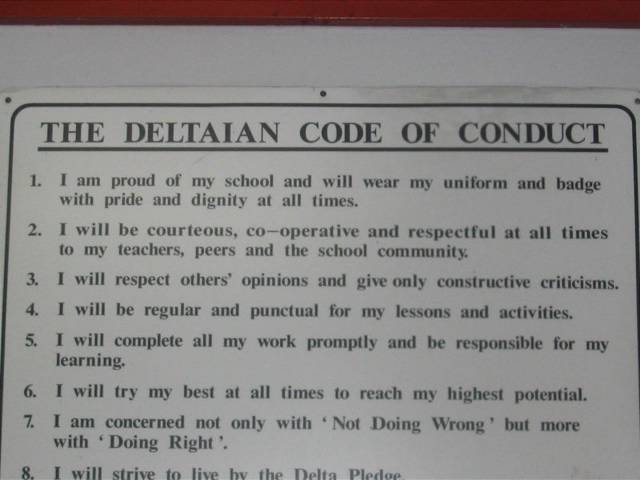 THE DELTAIAN CODE OF CONDUCT
1. I am proud of my school and will wear my uniform and badge
with pride and dignity at all times.
2. I will be courteous, co-operative and respectful at all times
to my teachers, peers and the school community.
3. I will respect others' opinions and give only constructive criticisms.
4. I will be regular and punctual for my lessons and activities.
5. I will complete all my work promptly and be responsible for my
learning.
6. I will try my best at all times to reach my highest potential.
7. I am concerned not only with ‘Not Doing Wrong’ but more
with ‘Doing Right’.
8. I will strive to live by the Delta Pledge